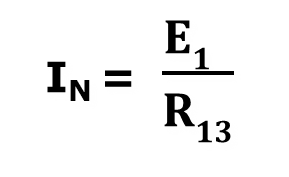 I_N = E_1 / R_13